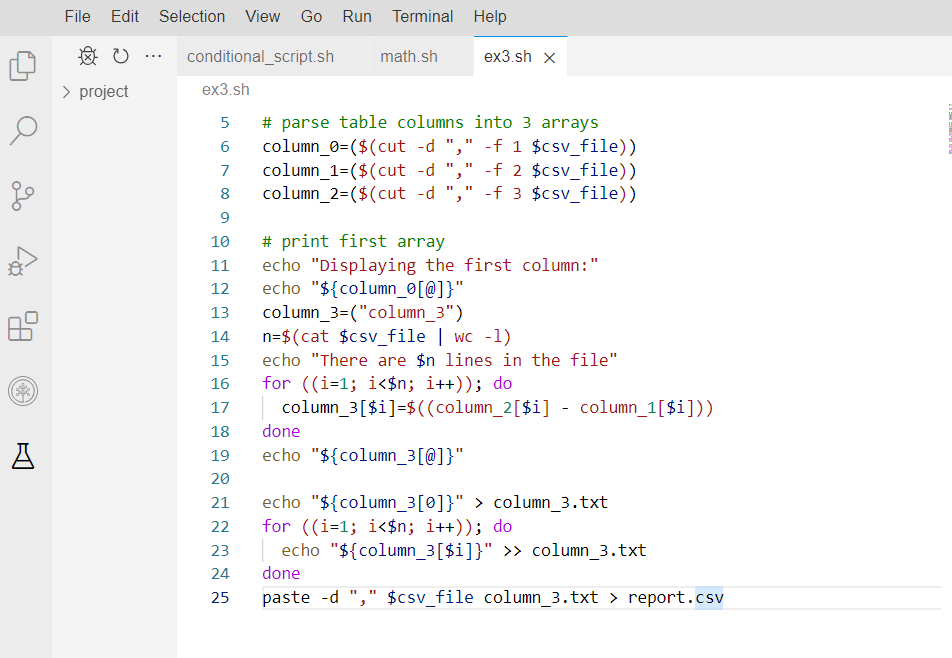 File Edit Selection View Go Run Terminal Help
conditional_script.sh math.sh ex3.sh
project
ex3.sh
5 # parse table columns into 3 arrays
6 column_0=($(cut -d "," -f 1 $csv_file))
7 column_1=($(cut -d "," -f 2 $csv_file))
8 column_2=($(cut -d "," -f 3 $csv_file))
9
10 # print first array
11 echo "Displaying the first column:"
12 echo "${column_0[@]}"
13 column_3=("column_3")
14 n=$(cat $csv_file | wc -l)
15 echo "There are $n lines in the file"
16 for ((i=1; i<$n; i++)); do
17   column_3[$i]=$((column_2[$i] - column_1[$i]))
18 done
19 echo "${column_3[@]}"
20
21 echo "${column_3[0]}" > column_3.txt
22 for ((i=1; i<$n; i++)); do
23   echo "${column_3[$i]}" >> column_3.txt
24 done
25 paste -d "," $csv_file column_3.txt > report.csv